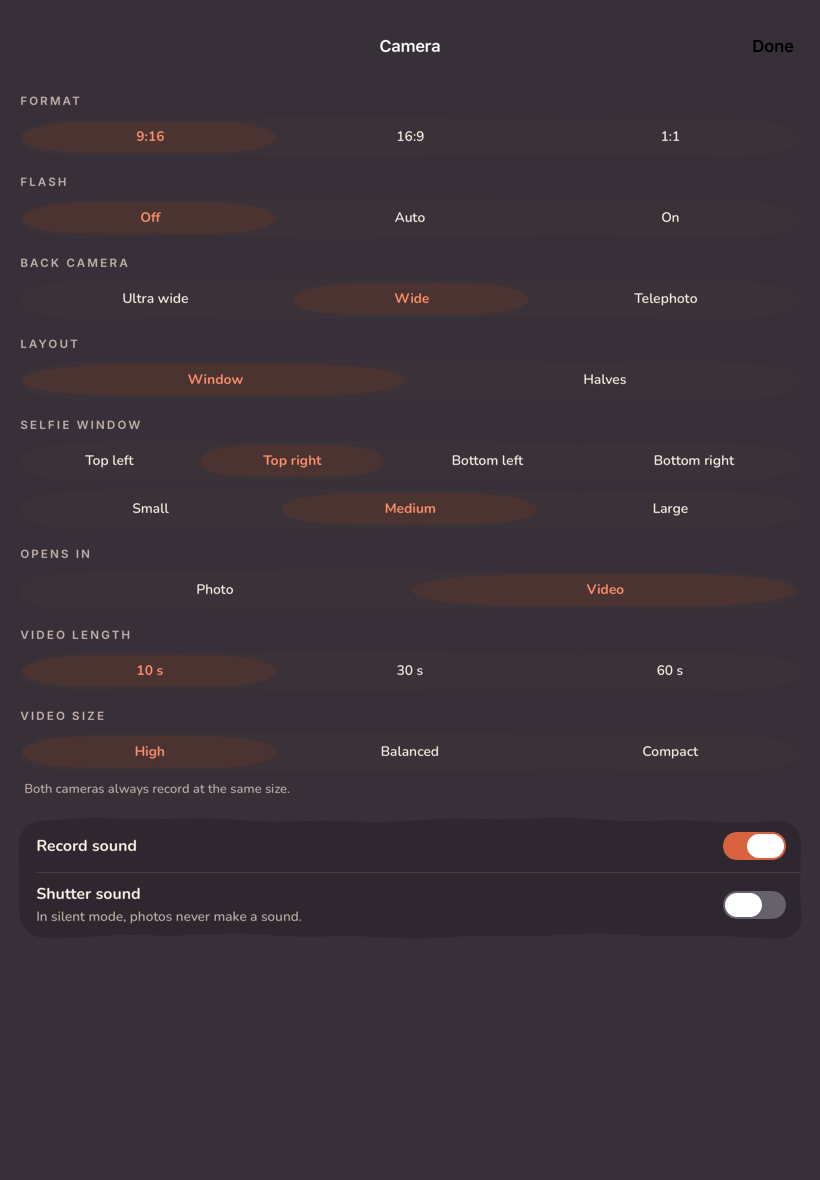 Camera
Done
FORMAT
9:16 16:9 1:1
FLASH
Off Auto On
BACK CAMERA
Ultra wide Wide Telephoto
LAYOUT
Window Halves
SELFIE WINDOW
Top left Top right Bottom left Bottom right
Small Medium Large
OPENS IN
Photo Video
VIDEO LENGTH
10 s 30 s 60 s
VIDEO SIZE
High Balanced Compact
Both cameras always record at the same size.
Record sound
Shutter sound
In silent mode, photos never make a sound.